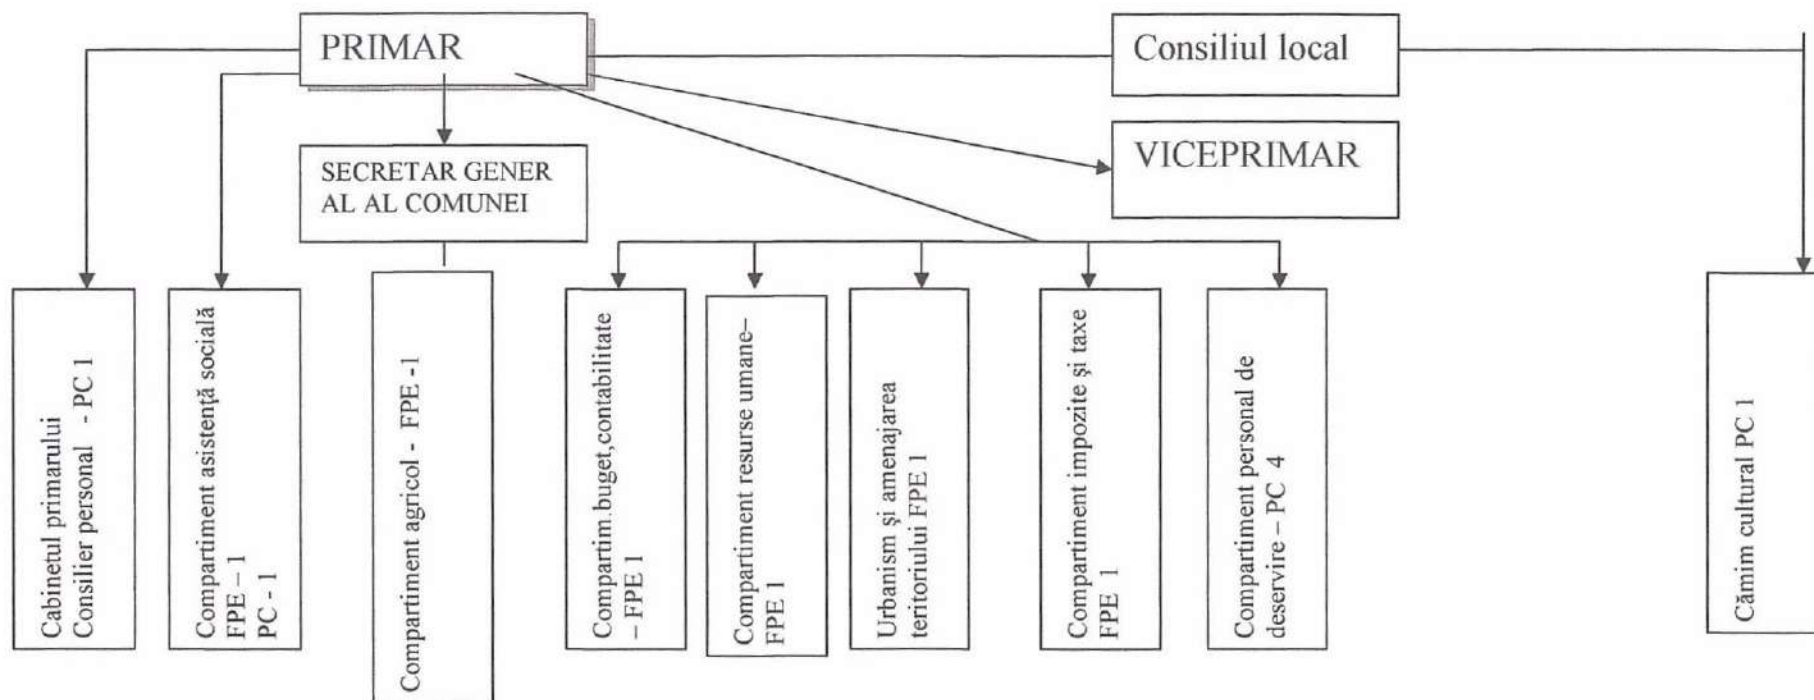 PRIMAR
Consiliul local
SECRETAR GENER
AL AL COMUNEI
VICEPRIMAR
Cabinetul primarului
Consilier personal - PC 1
Compartiment asistenţă socială
FPE – 1
PC - 1
Compartiment agricol - FPE -1
Compartim.buget,contabilitate
– FPE 1
Compartiment resurse umane–
FPE 1
Urbanism şi amenajarea
teritoriului FPE 1
Compartiment impozite şi taxe
FPE 1
Compartiment personal de
deservire – PC 4
Cămim cultural PC 1